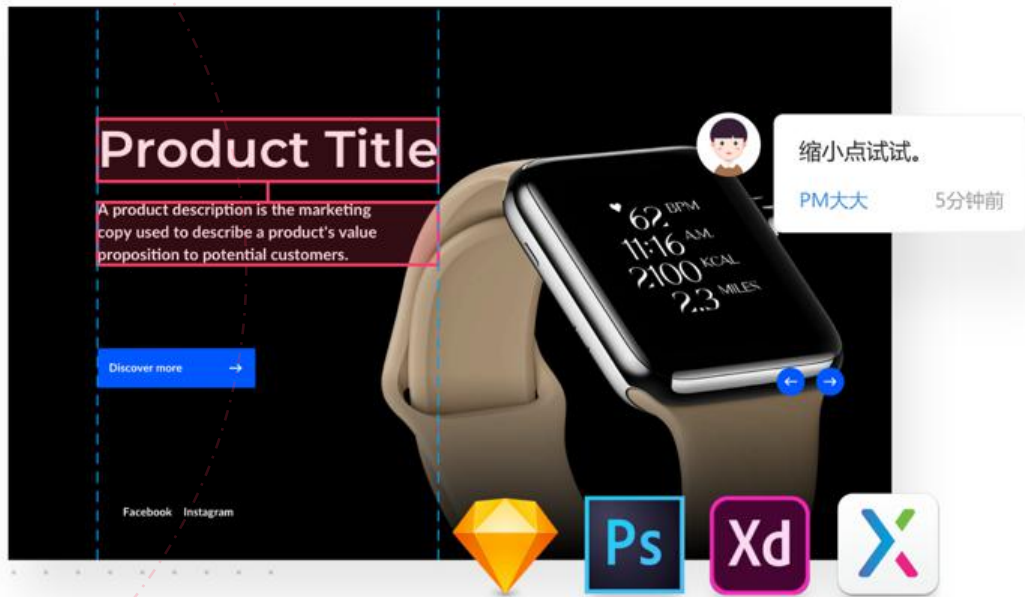 Product Title
A product description is the marketing
copy used to describe a product's value
proposition to potential customers.
Discover more →
Facebook Instagram
缩小点试试。
PM大大 5分钟前
62 BPM
11:16 A.M.
2100 KCAL
2.3 MILES
← →
Ps
Xd